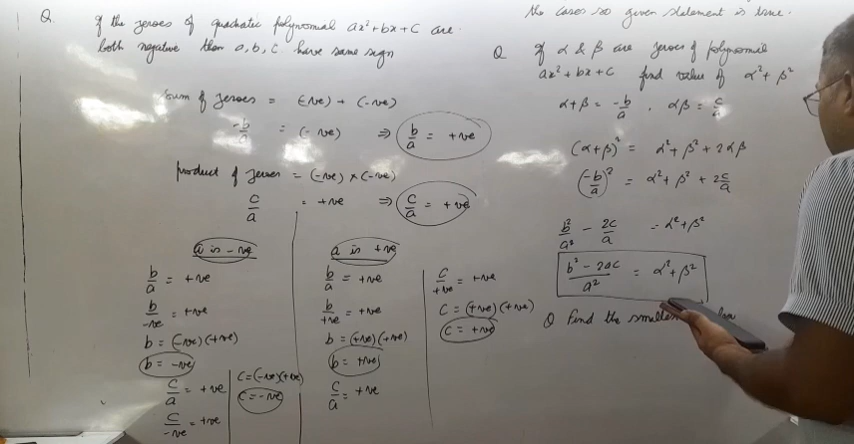 Q. If the zeroes of quadratic polynomial ax²+bx+c are
both negative then a, b, c have same sign
Sum of zeroes = (-ve) + (-ve)
-b/a = (-ve) ⇒ b/a = +ve
product of zeroes = (-ve) × (-ve)
c/a = +ve ⇒ c/a = +ve
a is -ve
b/a = +ve
b/-ve = +ve
b = (-ve)(+ve)
b = -ve
c/a = +ve
c/-ve = +ve
c = (-ve)(+ve)
c = -ve
a is +ve
b/a = +ve
b/+ve = +ve
b = (+ve)(+ve)
b = +ve
c/a = +ve
c/+ve = +ve
c = (+ve)(+ve)
c = +ve
the cases so given statement is true.
Q If α & β are zeroes of polynomial
ax²+bx+c find value of α²+β²
α+β = -b/a , αβ = c/a
(α+β)² = α²+β²+2αβ
(-b/a)² = α²+β²+2c/a
b²/a² - 2c/a = α²+β²
b²-2ac/a² = α²+β²
Q Find the